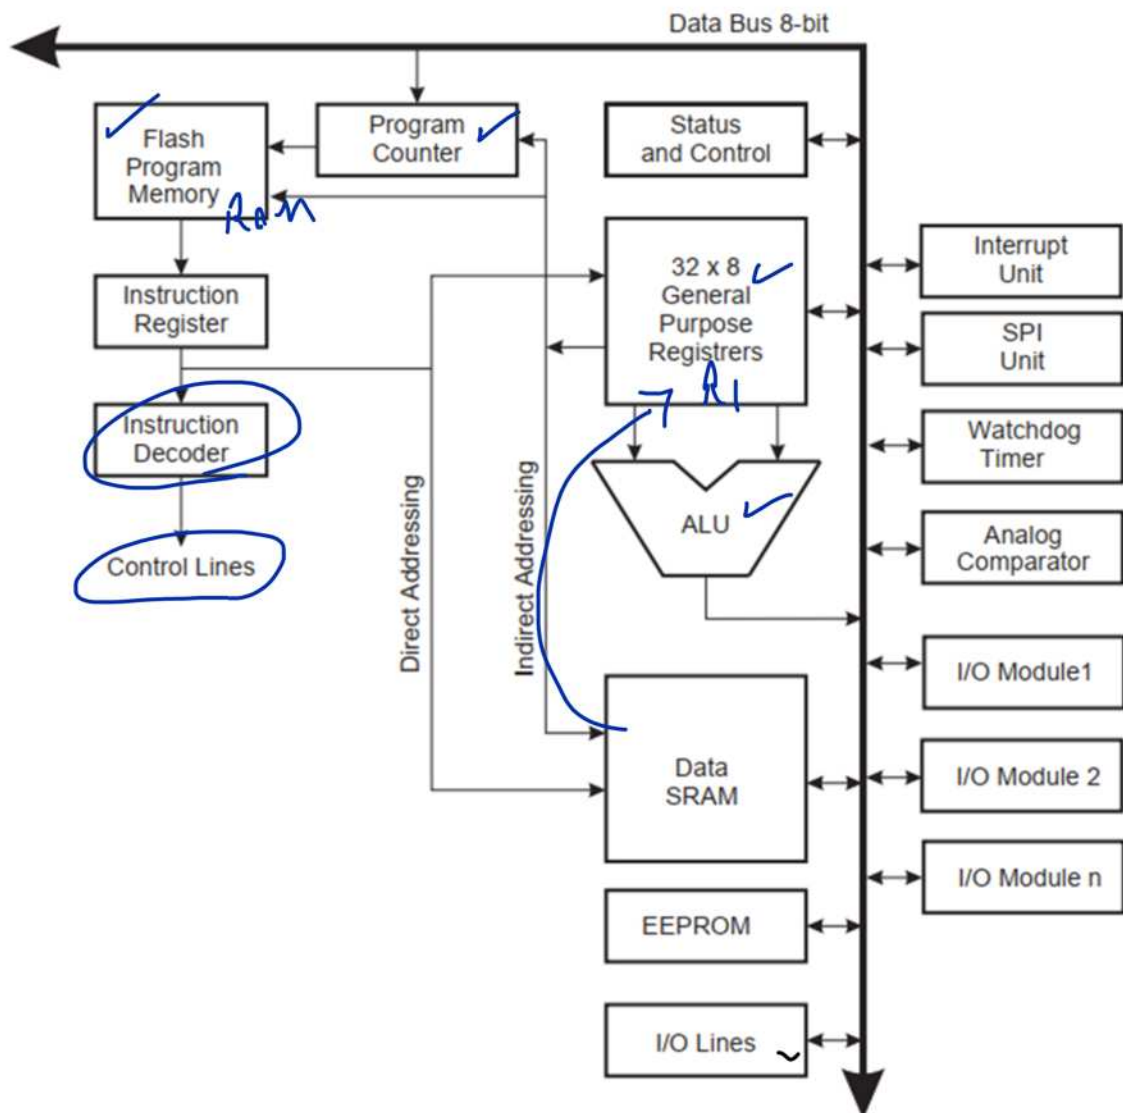 Data Bus 8-bit
Flash
Program
Memory
Program
Counter
Status
and Control
Interrupt
Unit
32 x 8
General
Purpose
Registrers
Instruction
Register
SPI
Unit
R1
Instruction
Decoder
Watchdog
Timer
ALU
Analog
Comparator
Control Lines
Direct Addressing
Indirect Addressing
I/O Module1
Data
SRAM
I/O Module 2
I/O Module n
EEPROM
I/O Lines